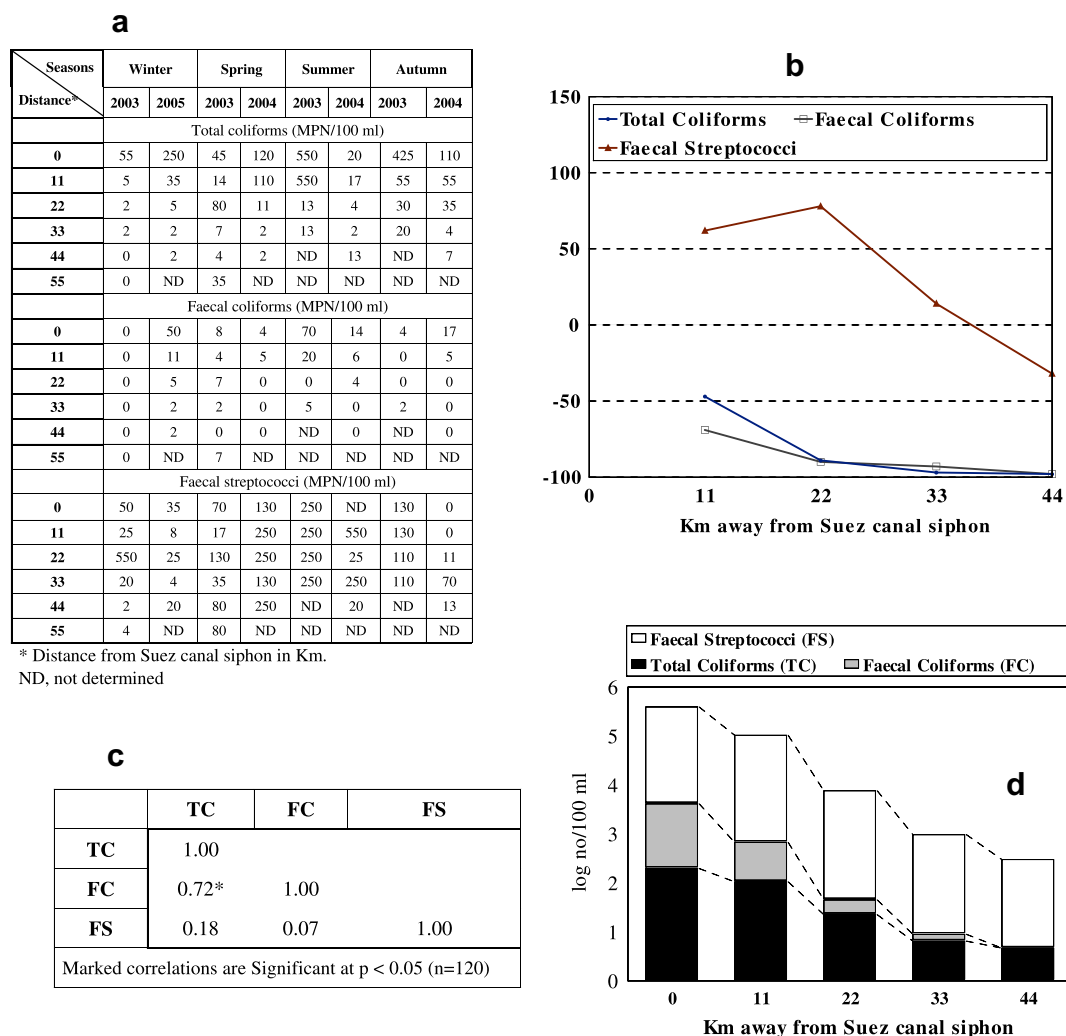 a
Seasons Winter Spring Summer Autumn
Distance* 2003 2005 2003 2004 2003 2004 2003 2004
Total coliforms (MPN/100 ml)
0 55 250 45 120 550 20 425 110
11 5 35 14 110 550 17 55 55
22 2 5 80 11 13 4 30 35
33 2 2 7 2 13 2 20 4
44 0 2 4 2 ND 13 ND 7
55 0 ND 35 ND ND ND ND ND
Faecal coliforms (MPN/100 ml)
0 0 50 8 4 70 14 4 17
11 0 11 4 5 20 6 0 5
22 0 5 7 0 0 4 0 0
33 0 2 2 0 5 0 2 0
44 0 2 0 0 ND 0 ND 0
55 0 ND 7 ND ND ND ND ND
Faecal streptococci (MPN/100 ml)
0 50 35 70 130 250 ND 130 0
11 25 8 17 250 250 550 130 0
22 550 25 130 250 250 25 110 11
33 20 4 35 130 250 250 110 70
44 2 20 80 250 ND 20 ND 13
55 4 ND 80 ND ND ND ND ND
* Distance from Suez canal siphon in Km.
ND, not determined
b
150
Total Coliforms Faecal Coliforms
Faecal Streptococci
100
50
0
-50
-100
0 11 22 33 44
Km away from Suez canal siphon
c
TC FC FS
TC 1.00
FC 0.72* 1.00
FS 0.18 0.07 1.00
Marked correlations are Significant at p < 0.05 (n=120)
Faecal Streptococci (FS)
Total Coliforms (TC) Faecal Coliforms (FC)
d
log no/100 ml
6
5
4
3
2
1
0
0 11 22 33 44
Km away from Suez canal siphon